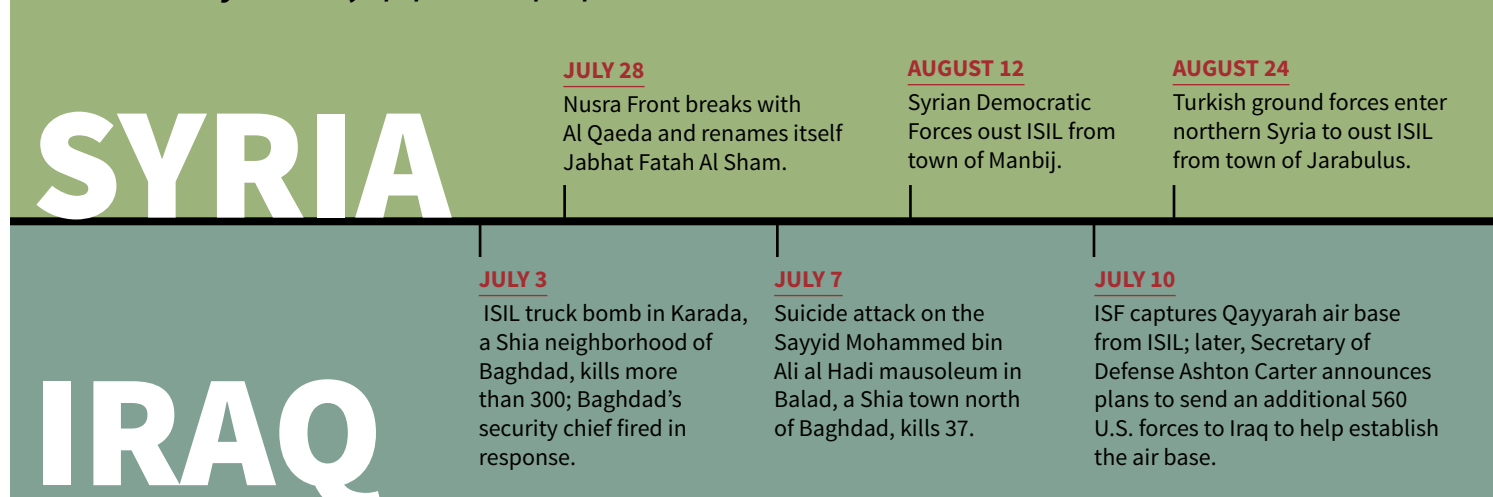 SYRIA
JULY 28
Nusra Front breaks with
Al Qaeda and renames itself
Jabhat Fatah Al Sham.
AUGUST 12
Syrian Democratic
Forces oust ISIL from
town of Manbij.
AUGUST 24
Turkish ground forces enter
northern Syria to oust ISIL
from town of Jarabulus.
IRAQ
JULY 3
ISIL truck bomb in Karada,
a Shia neighborhood of
Baghdad, kills more
than 300; Baghdad’s
security chief fired in
response.
JULY 7
Suicide attack on the
Sayyid Mohammed bin
Ali al Hadi mausoleum in
Balad, a Shia town north
of Baghdad, kills 37.
JULY 10
ISF captures Qayyarah air base
from ISIL; later, Secretary of
Defense Ashton Carter announces
plans to send an additional 560
U.S. forces to Iraq to help establish
the air base.